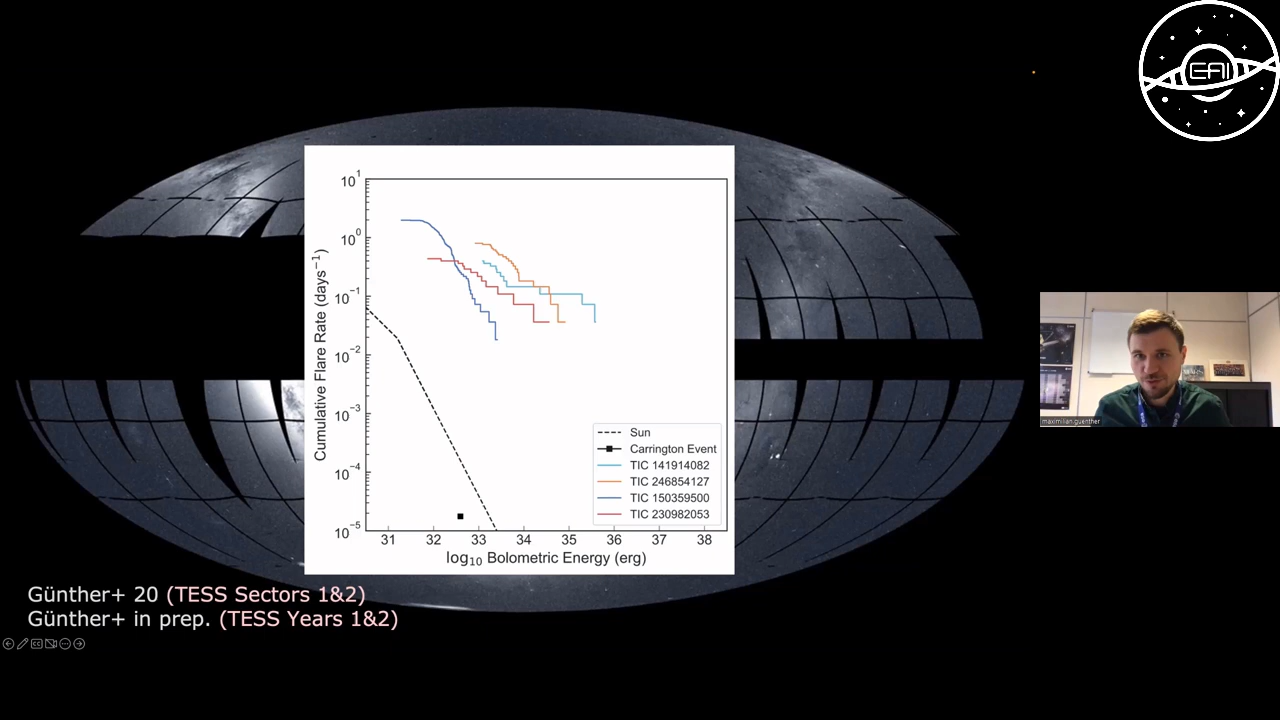 EAI
10^1
10^0
10^-1
10^-2
10^-3
10^-4
10^-5
Cumulative Flare Rate (days^-1)
Sun
Carrington Event
TIC 141914082
TIC 246854127
TIC 150359500
TIC 230982053
31 32 33 34 35 36 37 38
log10 Bolometric Energy (erg)
maximilian.guenther
Günther+ 20 (TESS Sectors 1&2)
Günther+ in prep. (TESS Years 1&2)